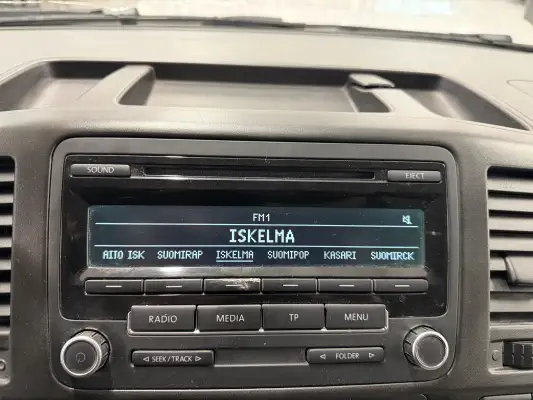 SOUND
EJECT
FM1
ISKELMA
AITO ISK SUOMIRAP ISKELMA SUOMIPOP KASARI SUOMIRCK
RADIO MEDIA TP MENU
SEEK/TRACK FOLDER